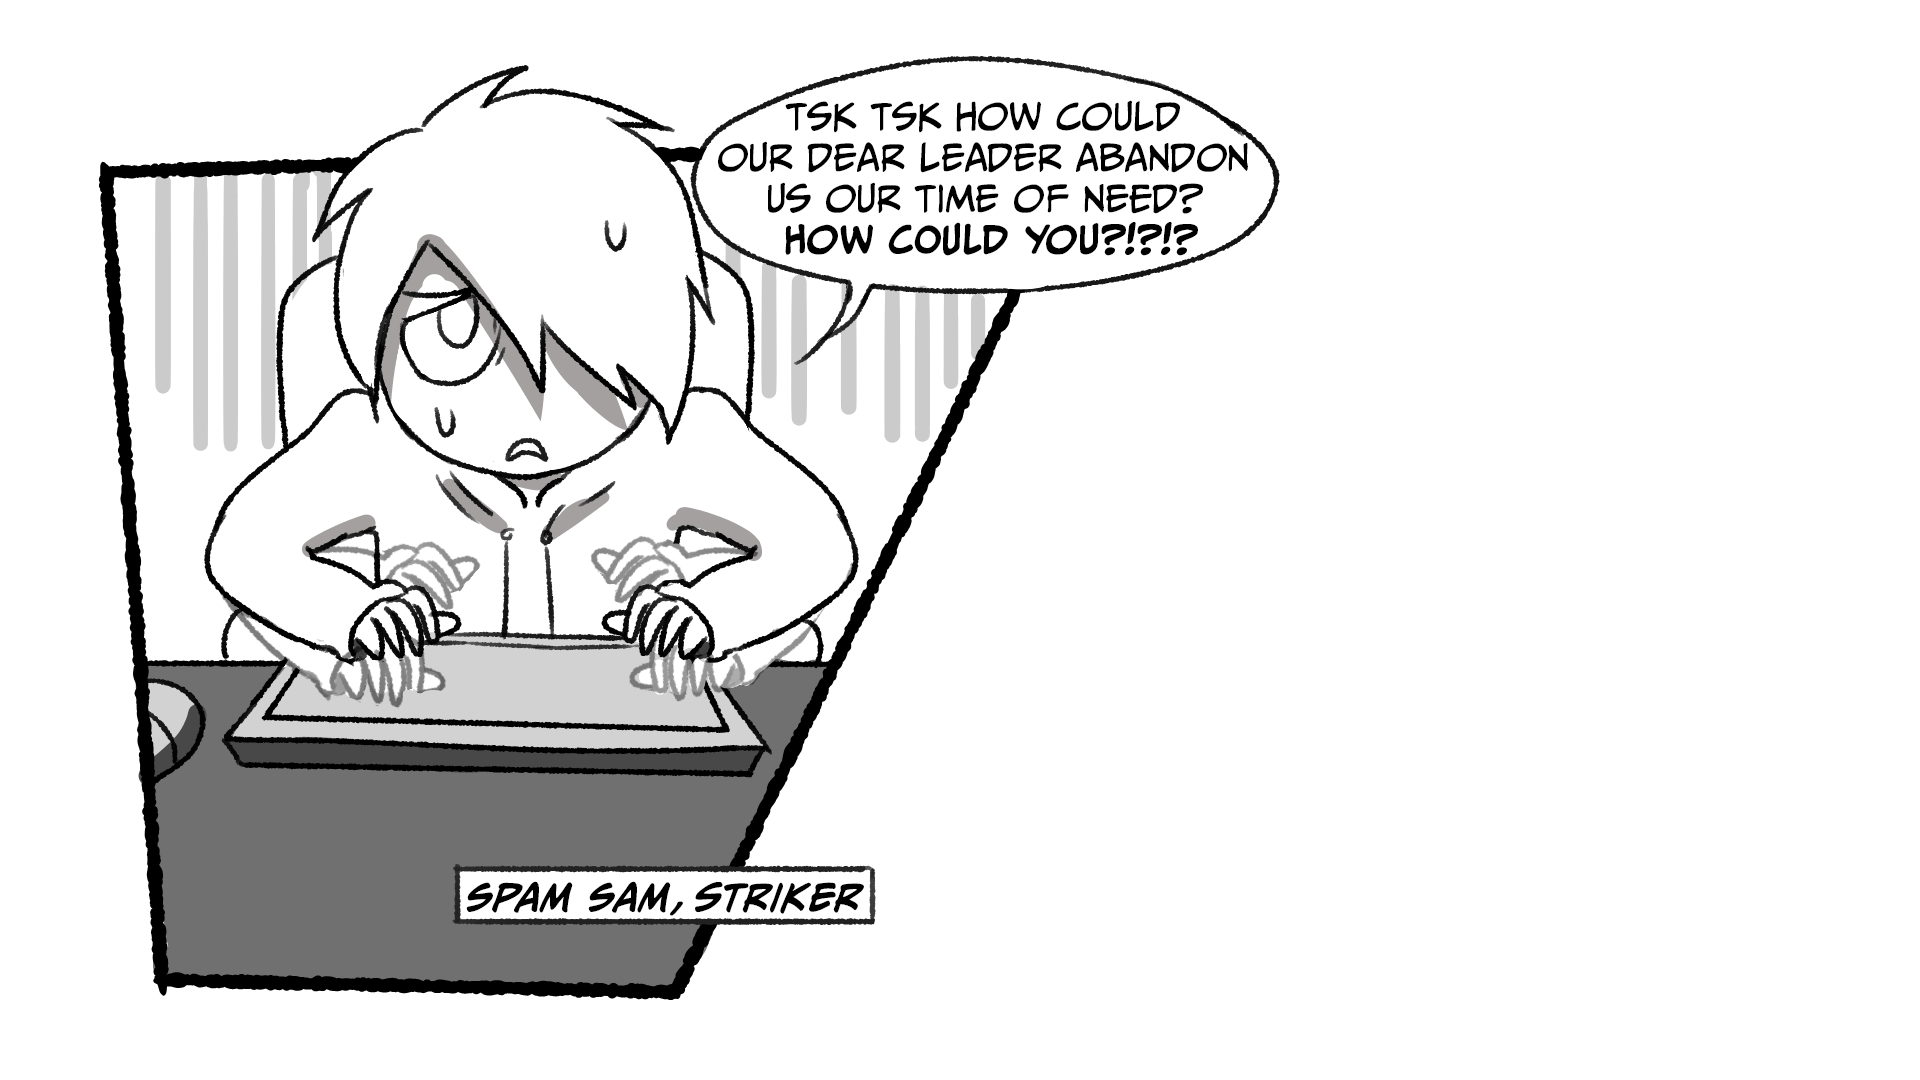 TSK TSK HOW COULD
OUR DEAR LEADER ABANDON
US OUR TIME OF NEED?
HOW COULD YOU?!?!?
SPAM SAM, STRIKER